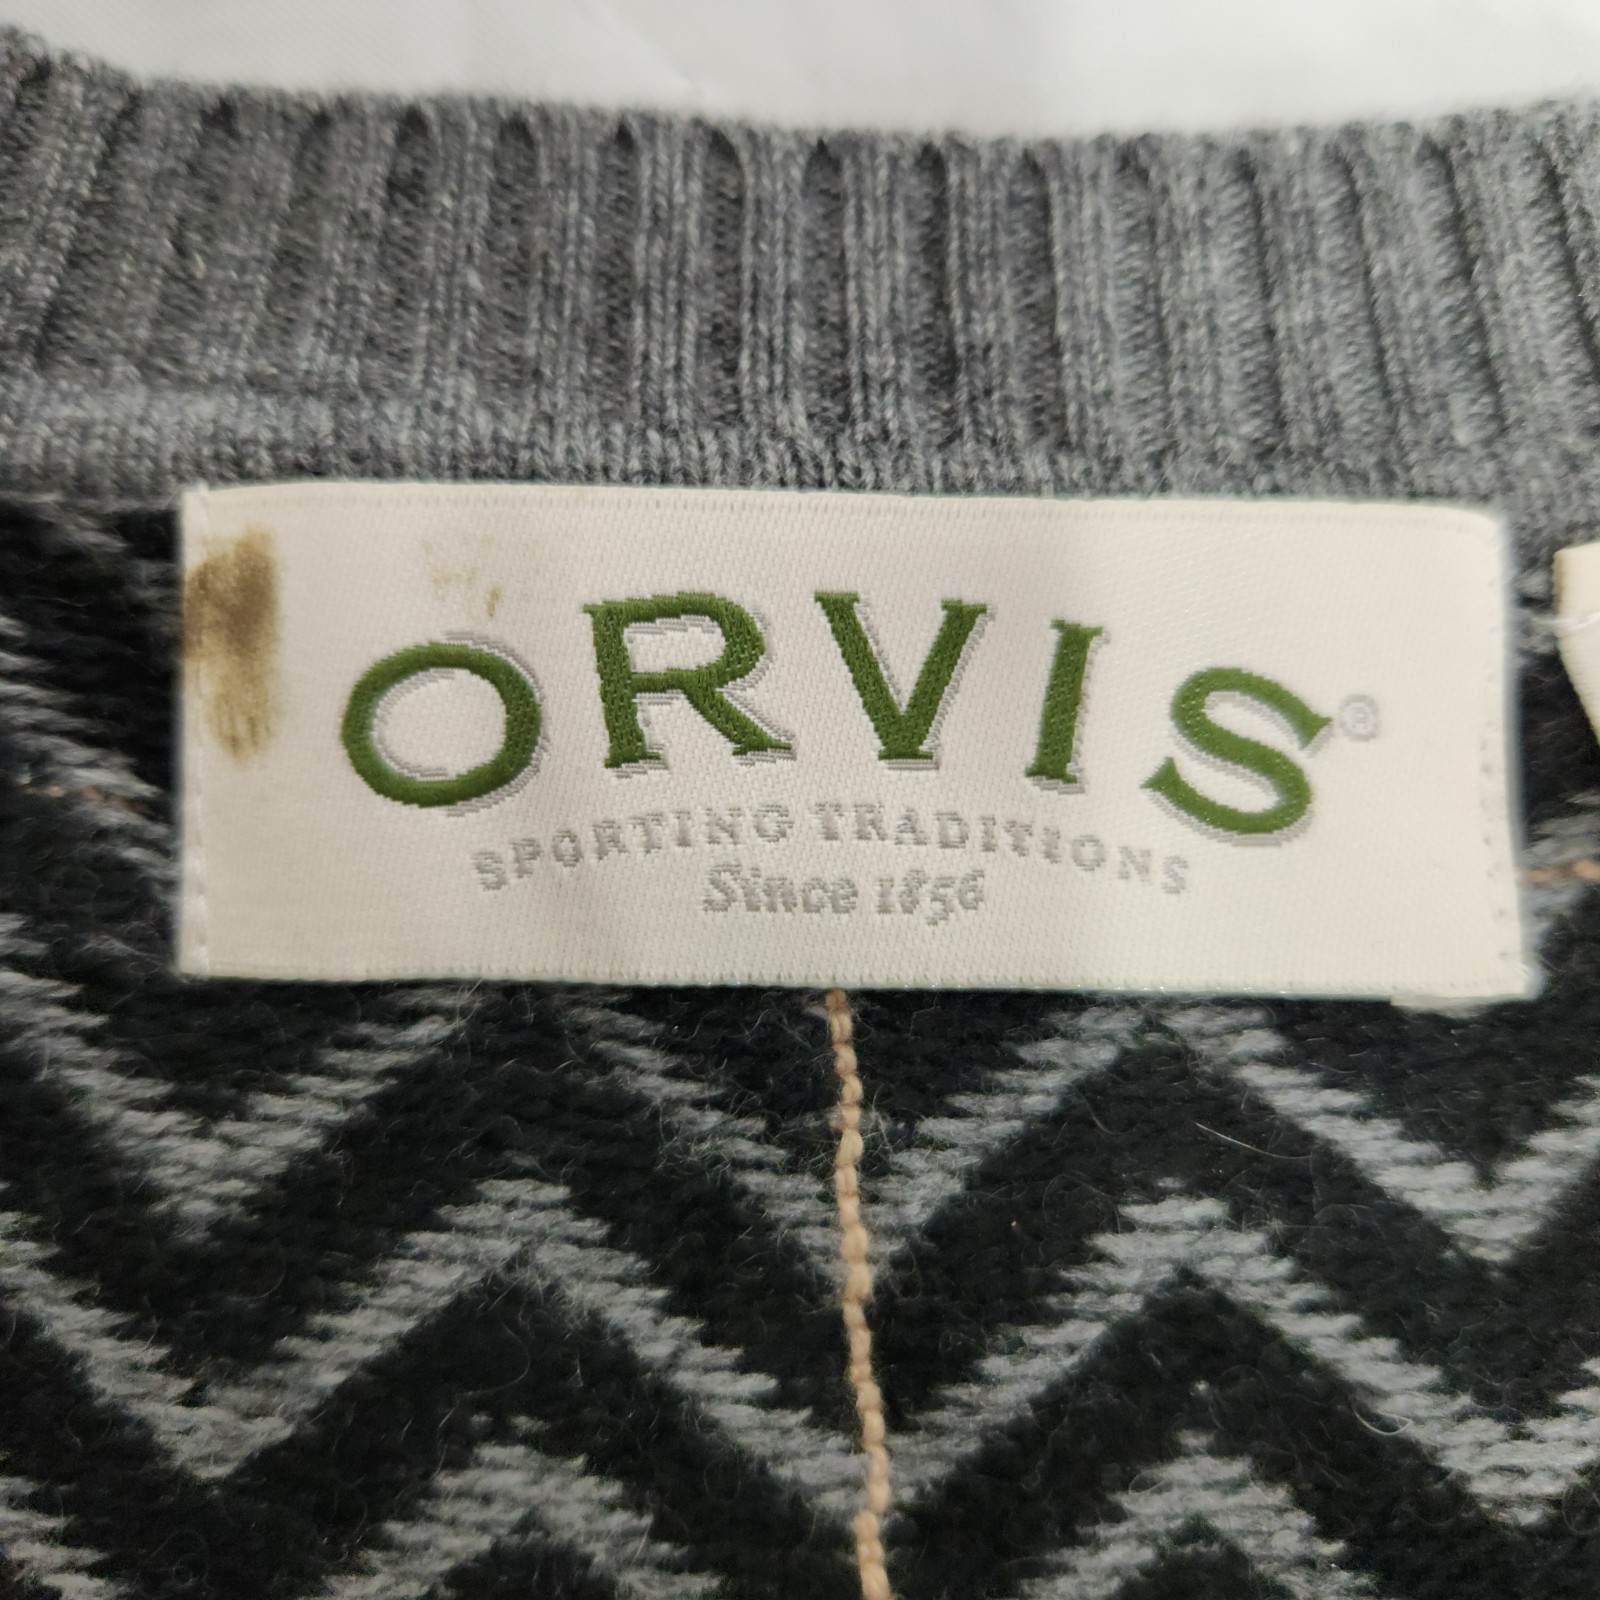 ORVIS®
SPORTING TRADITIONS
Since 1856